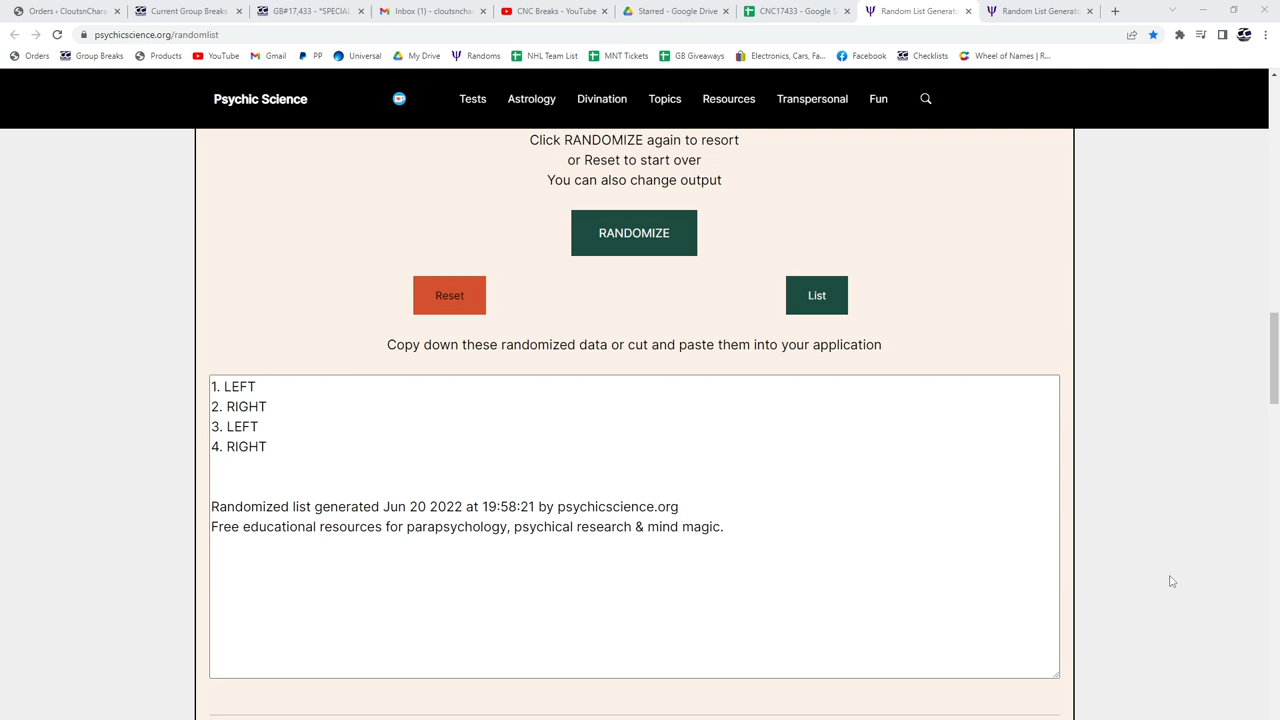 Orders ‹ CloutsnChara
Current Group Breaks
GB#17,433 - *SPECIAL
Inbox (1) - cloutsnchar
CNC Breaks - YouTube
Starred - Google Drive
CNC17433 - Google S
Random List Generato
Random List Generato
psychicscience.org/randomlist
Orders
Group Breaks
Products
YouTube
Gmail
PP
Universal
My Drive
Randoms
NHL Team List
MNT Tickets
GB Giveaways
Electronics, Cars, Fa...
Facebook
Checklists
Wheel of Names | R...
Psychic Science
Tests
Astrology
Divination
Topics
Resources
Transpersonal
Fun
Click RANDOMIZE again to resort
or Reset to start over
You can also change output
RANDOMIZE
Reset
List
Copy down these randomized data or cut and paste them into your application
1. LEFT
2. RIGHT
3. LEFT
4. RIGHT
Randomized list generated Jun 20 2022 at 19:58:21 by psychicscience.org
Free educational resources for parapsychology, psychical research & mind magic.